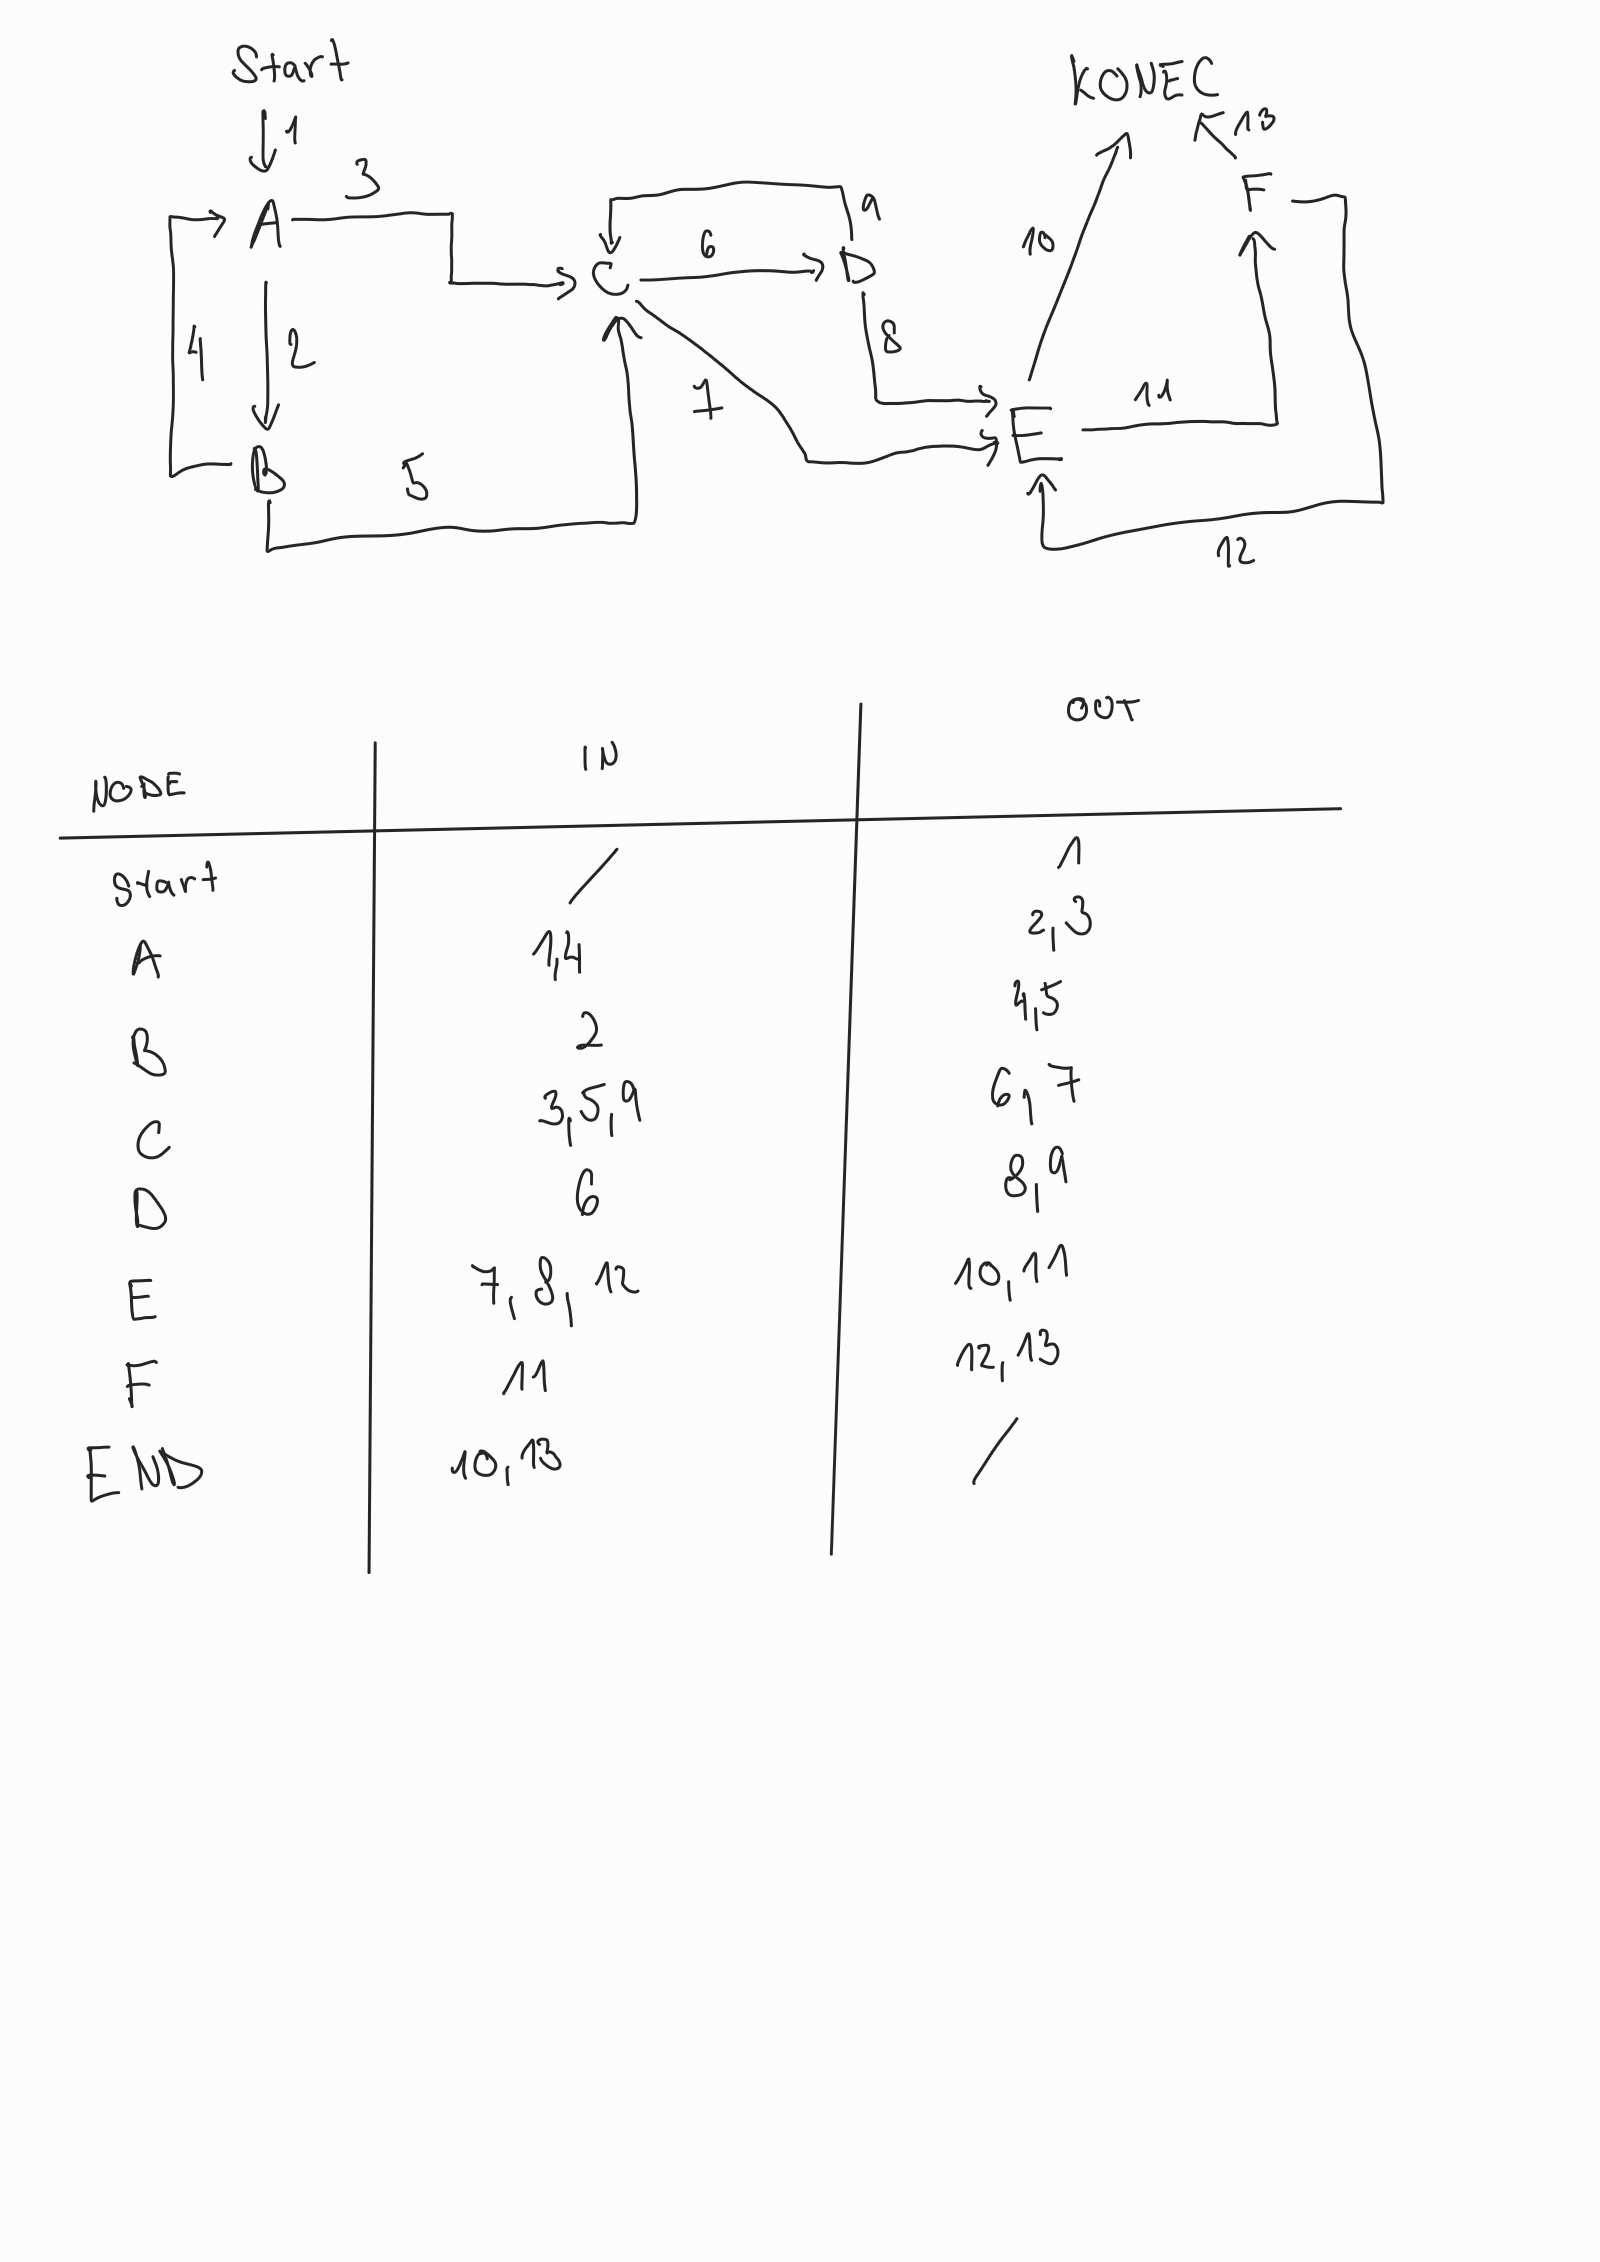 Start
KONEC
1
13
3
A
F
9
6
10
C
D
4
2
8
7
11
E
B
5
12
NODE IN OUT
Start / 1
A 1,4 2,3
B 2 4,5
C 3,5,9 6,7
D 6 8,9
E 7,8,12 10,11
F 11 12,13
END 10,13 /